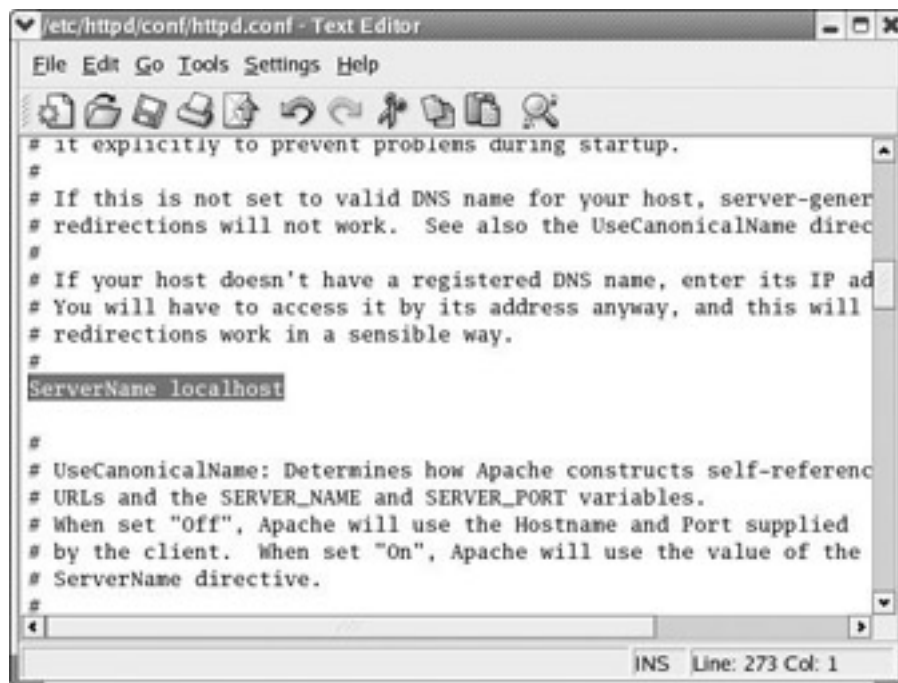 /etc/httpd/conf/httpd.conf - Text Editor
File Edit Go Tools Settings Help
# it explicitly to prevent problems during startup.
#
# If this is not set to valid DNS name for your host, server-gener
# redirections will not work.  See also the UseCanonicalName direc
#
# If your host doesn't have a registered DNS name, enter its IP ad
# You will have to access it by its address anyway, and this will
# redirections work in a sensible way.
#
ServerName localhost
#
# UseCanonicalName: Determines how Apache constructs self-referenc
# URLs and the SERVER_NAME and SERVER_PORT variables.
# When set "Off", Apache will use the Hostname and Port supplied
# by the client.  When set "On", Apache will use the value of the
# ServerName directive.
#
INS Line: 273 Col: 1